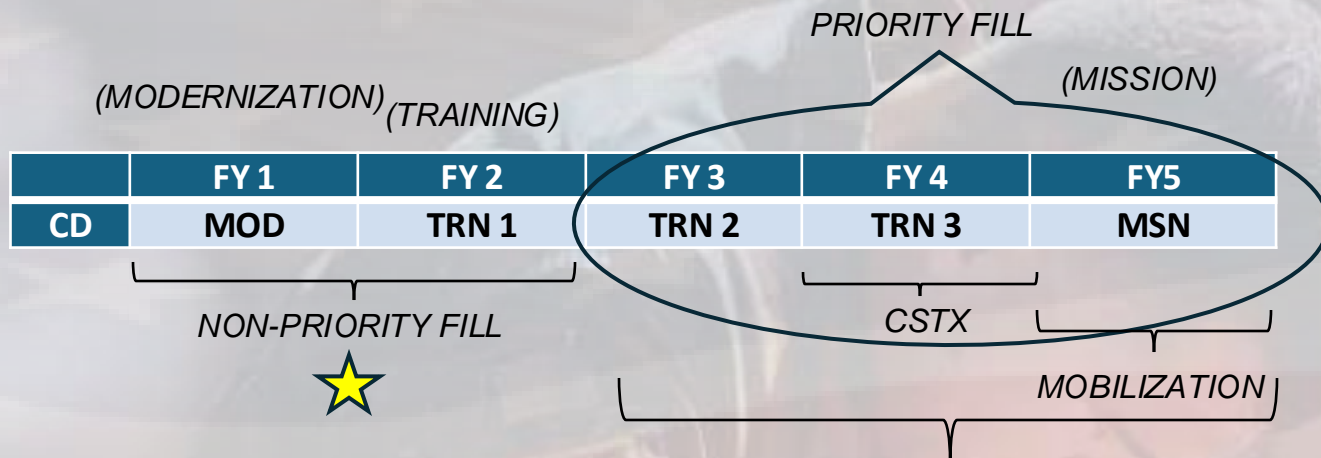 PRIORITY FILL
(MODERNIZATION) (TRAINING) (MISSION)
FY 1 FY 2 FY 3 FY 4 FY5
CD MOD TRN 1 TRN 2 TRN 3 MSN
NON-PRIORITY FILL
CSTX
MOBILIZATION